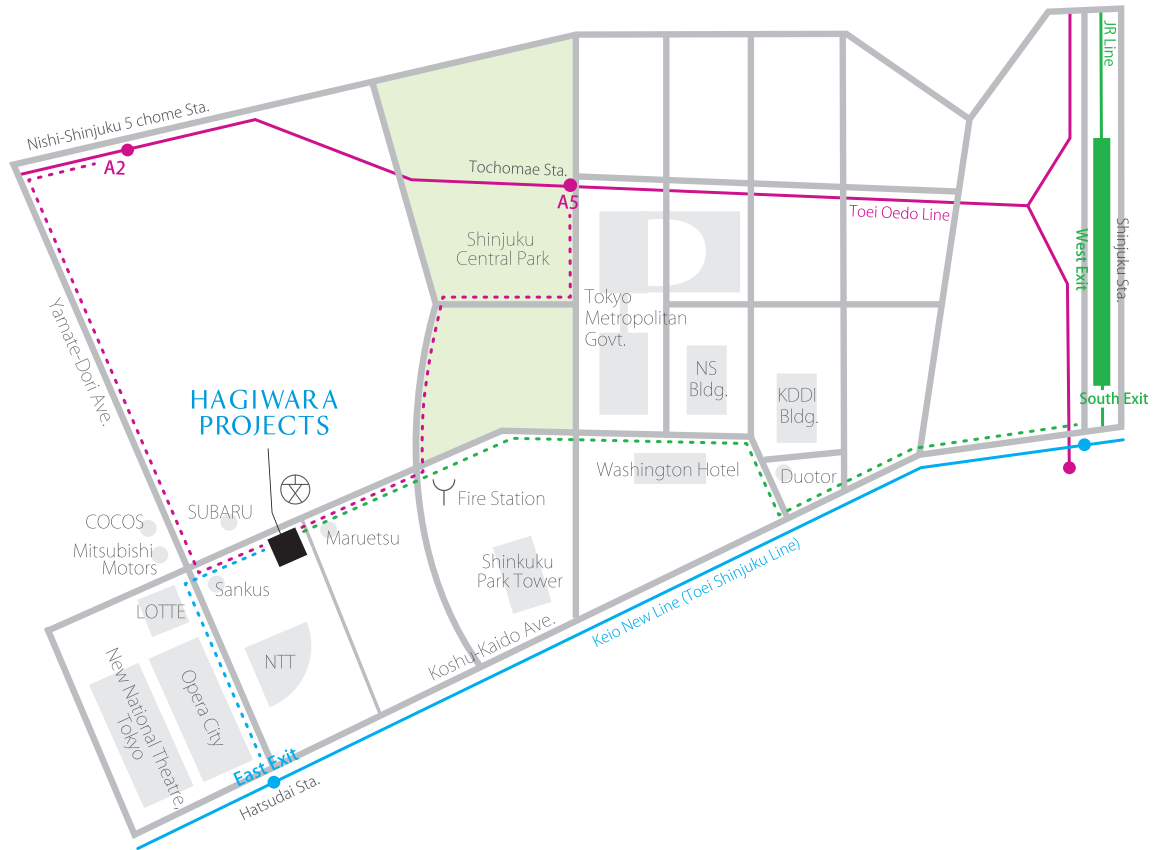 JR Line
Nishi-Shinjuku 5 chome Sta.
A2
Tochomae Sta.
A5
Toei Oedo Line
Shinjuku Sta.
West Exit
Shinjuku
Central Park
Tokyo
Metropolitan
Govt.
Yamate-Dori Ave.
NS
Bldg.
KDDI
Bldg.
South Exit
HAGIWARA
PROJECTS
Washington Hotel
Duotor
Fire Station
SUBARU
COCOS
Maruetsu
Mitsubishi
Motors
Shinkuku
Park Tower
Sankus
LOTTE
Keio New Line (Toei Shinjuku Line)
Koshu-Kaido Ave.
NTT
Opera City
New National Theatre,
Tokyo
East Exit
Hatsudai Sta.